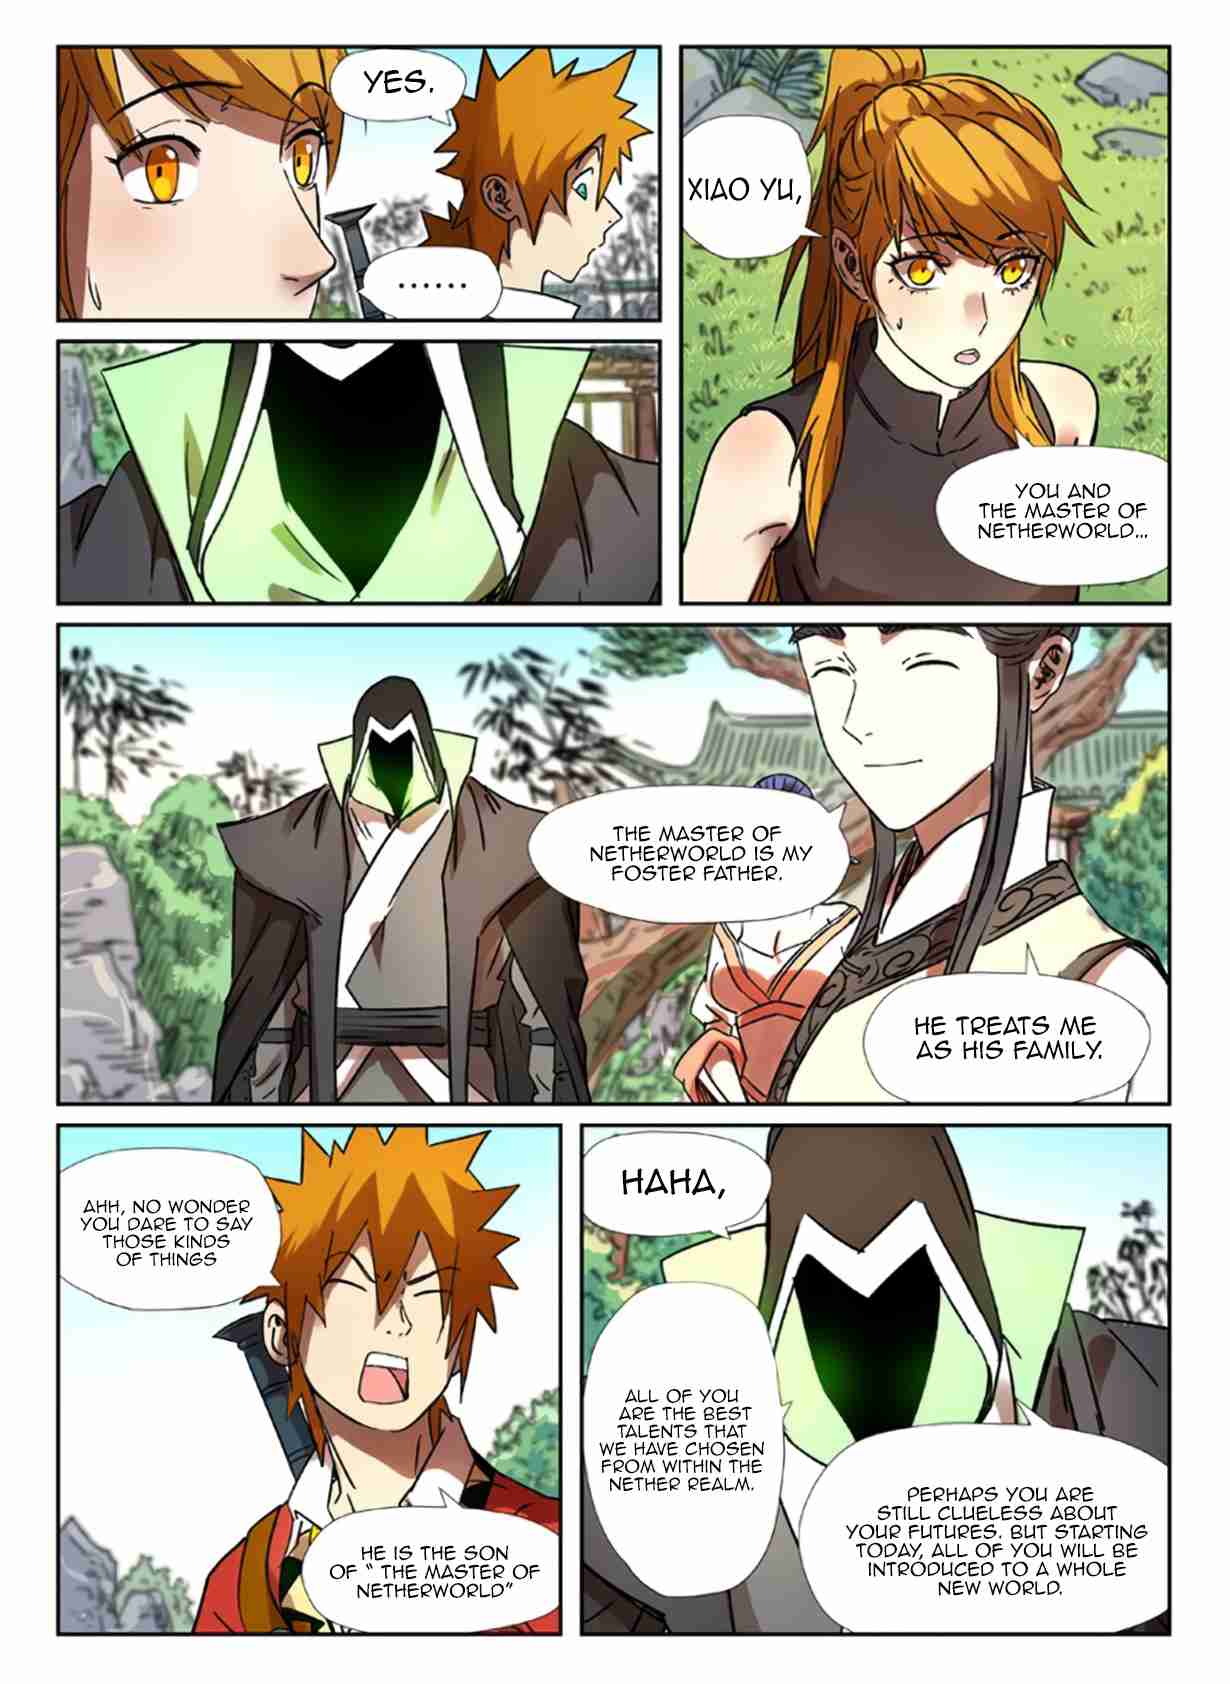 YES.
......
XIAO YU,
YOU AND
THE MASTER OF
NETHERWORLD...
THE MASTER OF
NETHERWORLD IS MY
FOSTER FATHER.
HE TREATS ME
AS HIS FAMILY.
AHH, NO WONDER
YOU DARE TO SAY
THOSE KINDS
OF THINGS
HE IS THE SON
OF “ THE MASTER OF
NETHERWORLD”
HAHA,
ALL OF YOU
ARE THE BEST
TALENTS THAT
WE HAVE CHOSEN
FROM WITHIN THE
NETHER REALM.
PERHAPS YOU ARE
STILL CLUELESS ABOUT
YOUR FUTURES. BUT STARTING
TODAY, ALL OF YOU WILL BE
INTRODUCED TO A WHOLE
NEW WORLD.